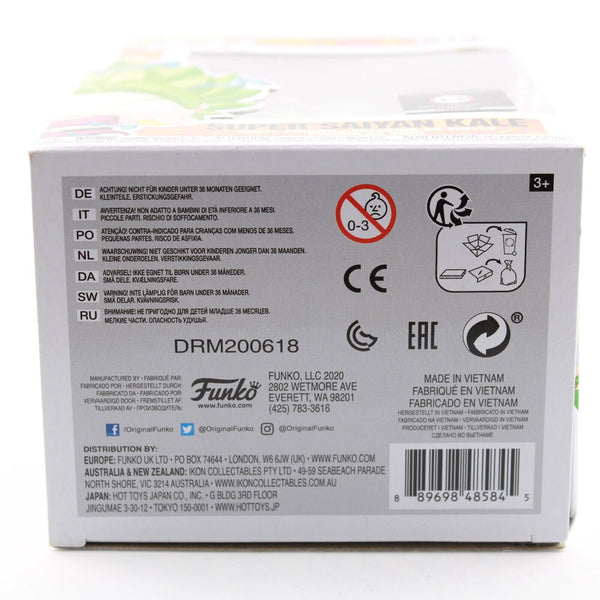 SUPER SAIYAN KALE
DE ACHTUNG! NICHT FÜR KINDER UNTER 36 MONATEN GEEIGNET.
KLEINTEILE. ERSTICKUNGSGEFAHR.
IT AVVERTENZA! NON ADATTO A BAMBINI DI ETÀ INFERIORE A 36 MESI.
PICCOLE PARTI. RISCHIO DI SOFFOCAMENTO.
PO ATENÇÃO! CONTRA-INDICADO PARA CRIANÇAS COM MENOS DE 36 MESES.
PEQUENAS PARTES. RISCO DE ASFIXIA.
NL WAARSCHUWING! NIET GESCHIKT VOOR KINDEREN JONGER DAN 36 MAANDEN.
KLEINE ONDERDELEN. VERSTIKKINGSGEVAAR.
DA ADVARSEL! IKKE EGNET TIL BØRN UNDER 36 MÅNEDER.
SMÅ DELE. KVÆLNINGSFARE.
SW VARNING! INTE LÄMPLIG FÖR BARN UNDER 36 MÅNADER.
SMÅ DELAR. KVÄVNINGSRISK.
RU ВНИМАНИЕ! НЕ ПРИГОДНО ДЛЯ ДЕТЕЙ МЛАДШЕ 36 МЕСЯЦЕВ.
МЕЛКИЕ ЧАСТИ. ОПАСНОСТЬ УДУШЬЯ.
0-3
CE
3+
EAC
DRM200618
MANUFACTURED BY • FABRIQUÉ PAR:
FABRICADO POR • HERGESTELLT DURCH
FABBRICATO DA • FABRICADO POR
VERVAARDIGD DOOR • FREMSTILLET AF
TILLVERKAD AV • ПРОИЗВОДИТЕЛЬ:
Funko
www.funko.com
FUNKO, LLC 2020
2802 WETMORE AVE
EVERETT, WA 98201
(425) 783-3616
/OriginalFunko @OriginalFunko @OriginalFunko
MADE IN VIETNAM
FABRIQUÉ EN VIETNAM
FABRICADO EN VIETNAM
HERGESTELLT IN VIETNAM • FABBRICATO IN VIETNAM
FABRICADO NA VIETNAM • VERVAARDIGD IN VIETNAM
PRODUCERET I VIETNAM • TILLVERKAD I VIETNAM
СДЕЛАНО ВО ВЬЕТНАМЕ
DISTRIBUTION BY:
EUROPE: FUNKO UK LTD • PO BOX 74644 • LONDON. W6 6JW (UK) • WWW.FUNKO.COM
AUSTRALIA & NEW ZEALAND: IKON COLLECTABLES PTY LTD • 49-59 SEABEACH PARADE
NORTH SHORE, VIC 3214 AUSTRALIA • WWW.IKONCOLLECTABLES.COM.AU
JAPAN: HOT TOYS JAPAN CO., INC. • G BLDG 3RD FLOOR
JINGUMAE 3-30-12 • TOKYO 150-0001 • WWW.HOTTOYS.JP
8 89698 48584 5